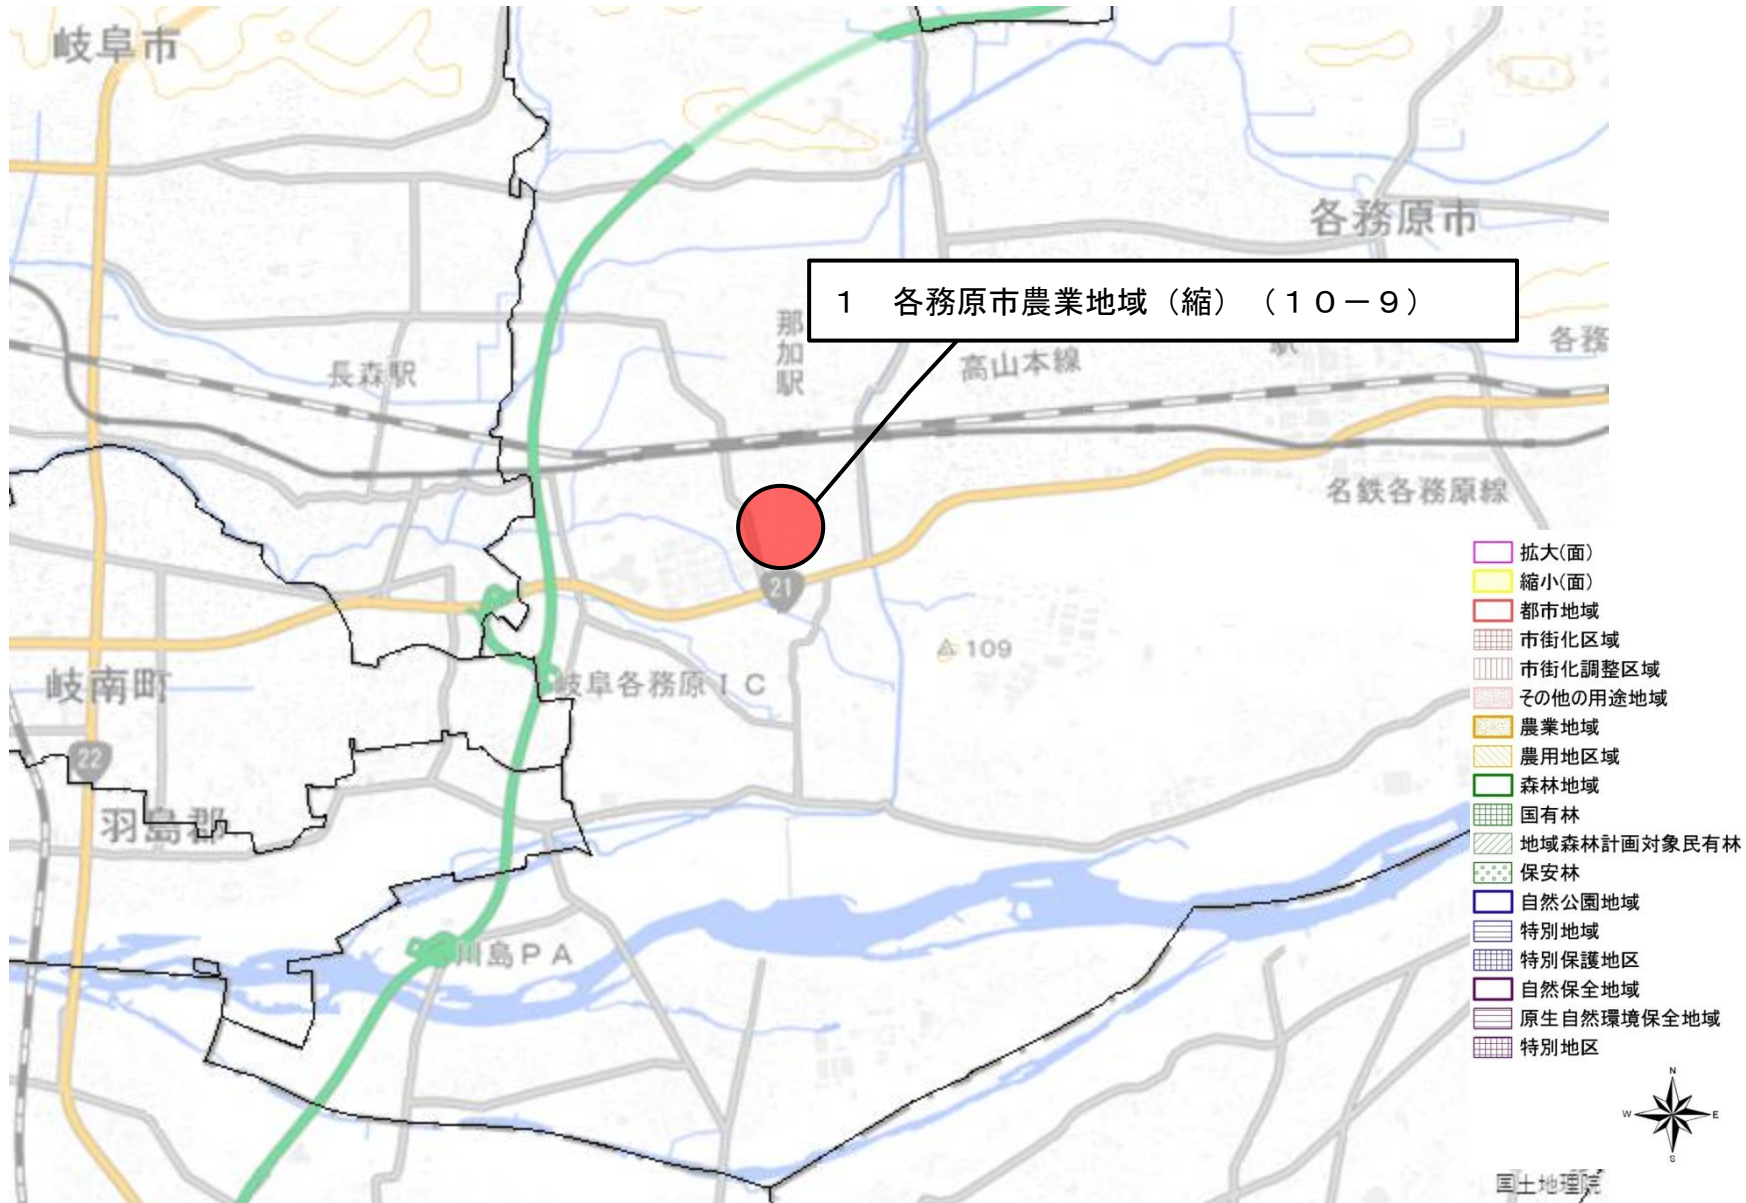 岐阜市
各務原市
1 各務原市農業地域（縮）（１０－９）
那加駅
高山本線
駅
各務
長森駅
名鉄各務原線
21
109
岐阜各務原ＩＣ
岐南町
22
羽島郡
川島ＰＡ
拡大(面)
縮小(面)
都市地域
市街化区域
市街化調整区域
その他の用途地域
農業地域
農用地区域
森林地域
国有林
地域森林計画対象民有林
保安林
自然公園地域
特別地域
特別保護地区
自然保全地域
原生自然環境保全地域
特別地区
N
W
E
S
国土地理院